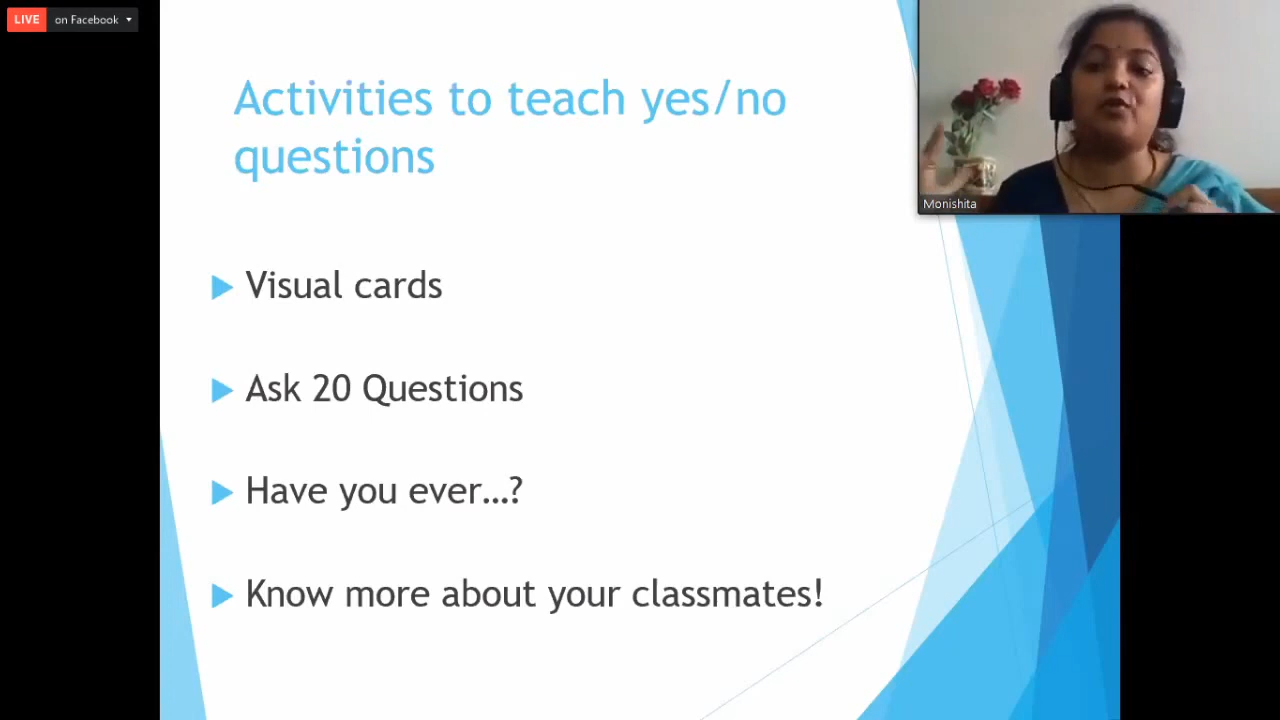 LIVE on Facebook
Activities to teach yes/no
questions
Monishita
Visual cards
Ask 20 Questions
Have you ever…?
Know more about your classmates!